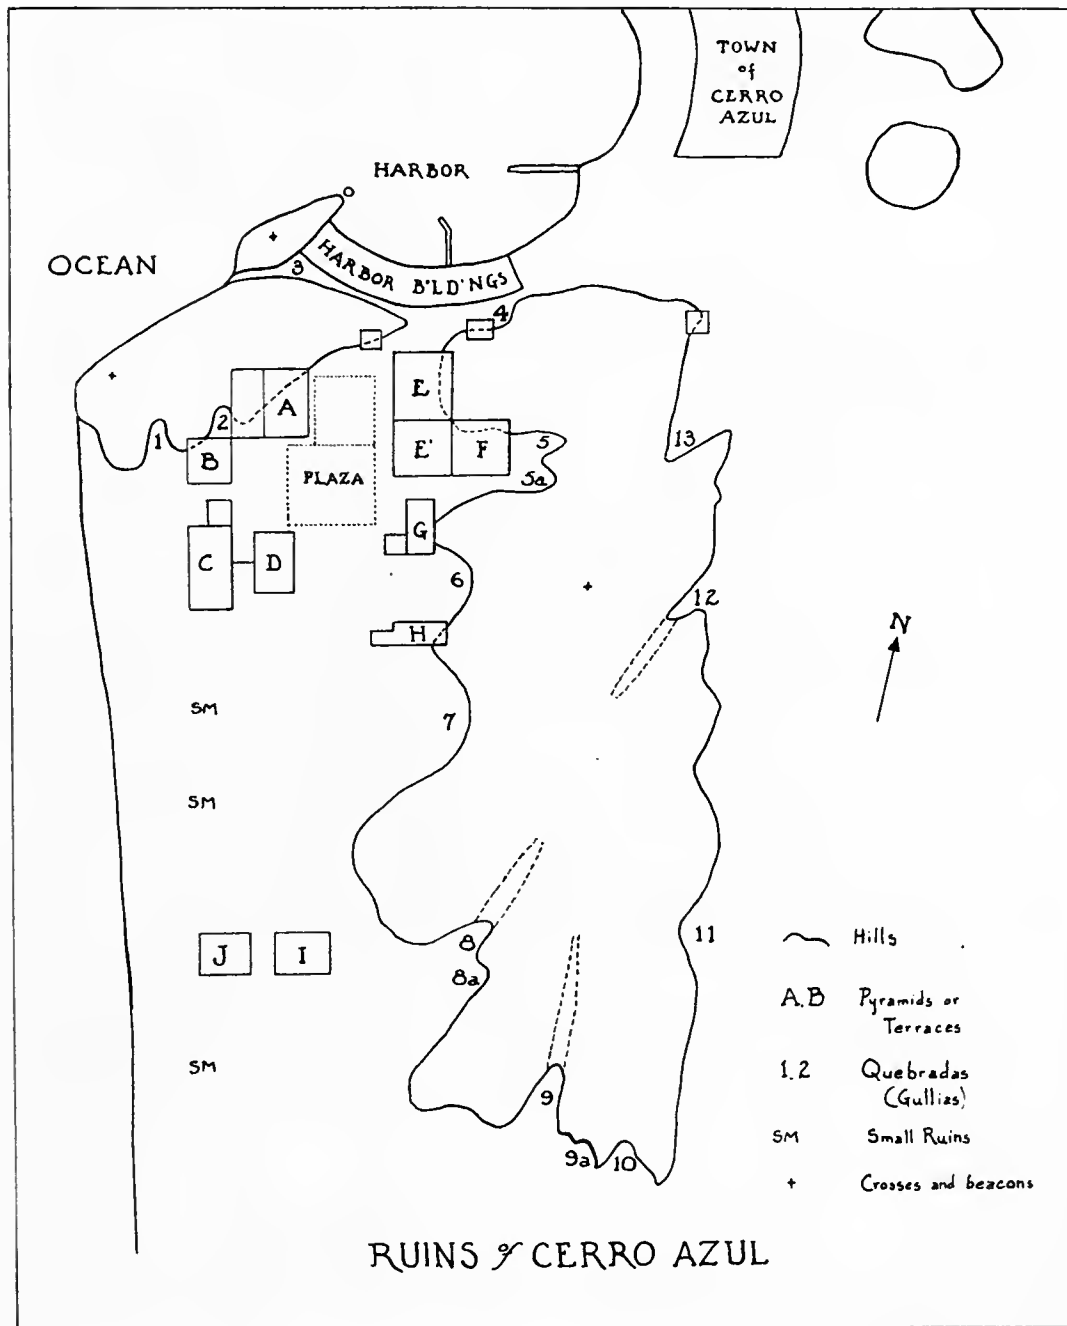 TOWN
of
CERRO
AZUL
HARBOR
OCEAN
3
HARBOR B'LD'NGS
4
E
2
A
1
B
PLAZA
E'
F
5
5a
13
G
C
D
6
12
H
N
SM
7
SM
8
11
J
I
8a
SM
9
9a
10
Hills
A.B Pyramids or
Terraces
1.2 Quebradas
(Gullias)
SM Small Ruins
+ Crosses and beacons
RUINS of CERRO AZUL